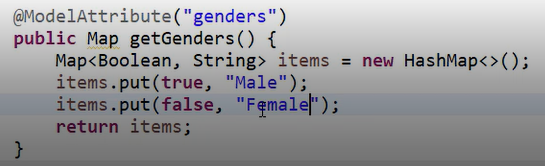 @ModelAttribute("genders")
public Map getGenders() {
Map<Boolean, String> items = new HashMap<>();
items.put(true, "Male");
items.put(false, "Female");
return items;
}